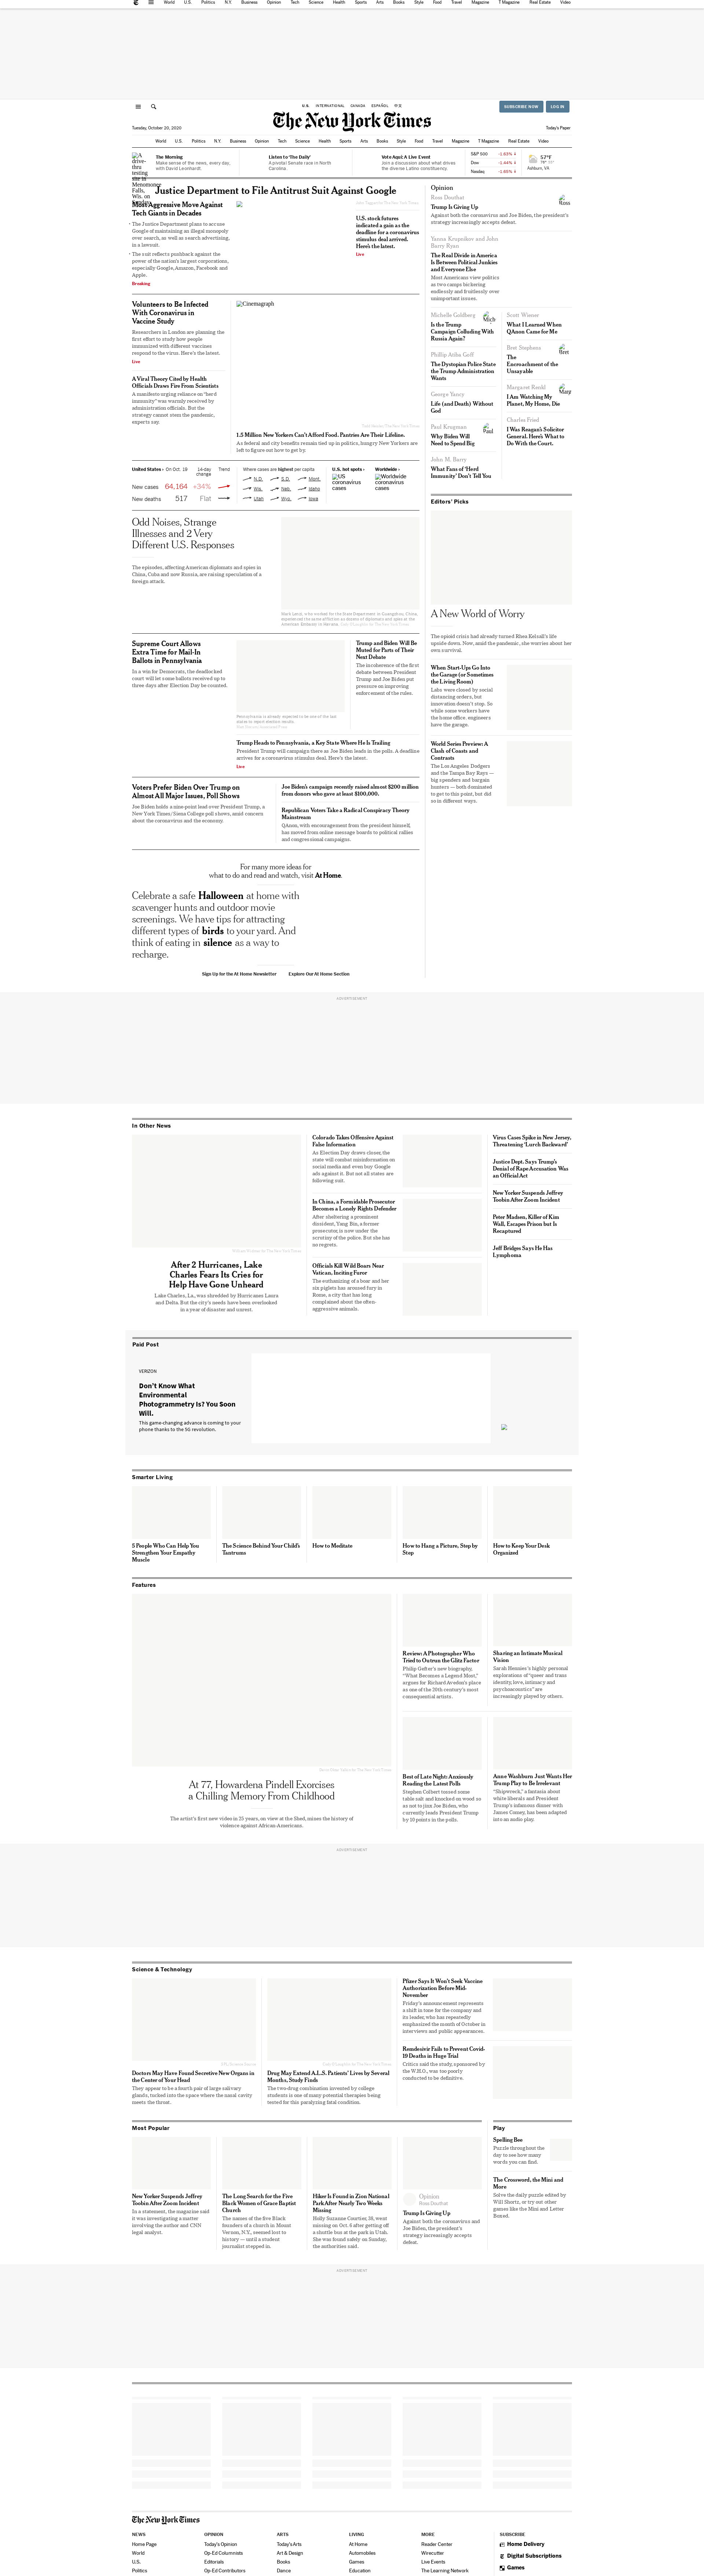 World U.S. Politics N.Y. Business Opinion Tech Science Health Sports Arts Books Style Food Travel Magazine T Magazine Real Estate Video
U.S. INTERNATIONAL CANADA ESPAÑOL 中文
SUBSCRIBE NOW LOG IN
The New York Times
Tuesday, October 20, 2020
Today's Paper
World U.S. Politics N.Y. Business Opinion Tech Science Health Sports Arts Books Style Food Travel Magazine T Magazine Real Estate Video
The Morning
Make sense of the news, every day, with David Leonhardt.
Listen to 'The Daily'
A pivotal Senate race in North Carolina.
Vote Aqui: A Live Event
Join a discussion about what drives the diverse Latino constituency.
S&P 500 -1.63%
Dow -1.44%
Nasdaq -1.65%
57°F
Ashburn, VA
Justice Department to File Antitrust Suit Against Google
Most Aggressive Move Against
Tech Giants in Decades
The Justice Department plans to accuse
Google of maintaining an illegal monopoly
over search, as well as search advertising,
in a lawsuit.
The suit reflects pushback against the
power of the nation's largest corporations,
especially Google, Amazon, Facebook and
Apple.
Breaking
U.S. stock futures
indicated a gain as the
deadline for a coronavirus
stimulus deal arrived.
Here's the latest.
Live
Volunteers to Be Infected
With Coronavirus in
Vaccine Study
Researchers in London are planning the
first effort to study how people
immunized with different vaccines
respond to the virus. Here's the latest.
Live
A Viral Theory Cited by Health
Officials Draws Fire From Scientists
A manifesto urging reliance on "herd
immunity" was warmly received by
administration officials. But the
strategy cannot stem the pandemic,
experts say.
Cinemagraph
1.5 Million New Yorkers Can't Afford Food. Pantries Are Their Lifeline.
As federal and city benefits remain caught up in politics, hungry New Yorkers are
left to figure out how to get by.
United States › On Oct. 18 14-day change Trend
New cases 64,164 +34%
New deaths 517 Flat
Where cases are highest per capita
N.D. S.D. Mont.
Wis. Neb. Idaho
Utah Wyo. Iowa
U.S. hot spots ›
US coronavirus cases
Worldwide ›
Worldwide coronavirus cases
Odd Noises, Strange
Illnesses and 2 Very
Different U.S. Responses
The episodes, affecting American diplomats and spies in
China, Cuba and now Russia, are raising speculation of a
foreign attack.
Supreme Court Allows
Extra Time for Mail-In
Ballots in Pennsylvania
In a win for Democrats, the deadlocked
court will let some ballots received up to
three days after Election Day be counted.
Pennsylvania is already expected to be one of the last
states to report election results.
Trump and Biden Will Be
Muted for Parts of Their
Next Debate
The incoherence of the first
debate between President
Trump and Joe Biden put
pressure on improving
enforcement of the rules.
Trump Heads to Pennsylvania, a Key State Where He Is Trailing
President Trump will campaign there as Joe Biden leads in the polls. A deadline
arrives for a coronavirus stimulus deal. Here's the latest.
Live
Voters Prefer Biden Over Trump on
Almost All Major Issues, Poll Shows
Joe Biden holds a nine-point lead over President Trump, a
New York Times/Siena College poll shows, amid concern
about the coronavirus and the economy.
Joe Biden's campaign recently raised almost $200 million
from donors who gave at least $100,000.
Republican Voters Take a Radical Conspiracy Theory
Mainstream
QAnon, with encouragement from the president himself,
has moved from online message boards to political rallies
and congressional campaigns.
For many more ideas for
what to do and read and watch, visit At Home.
Celebrate a safe Halloween at home with
scavenger hunts and outdoor movie
screenings. We have tips for attracting
different types of birds to your yard. And
think of eating in silence as a way to
recharge.
Sign Up for the At Home Newsletter Explore Our At Home Section
Opinion
Ross Douthat
Trump Is Giving Up
Against both the coronavirus and Joe Biden, the president's
strategy increasingly accepts defeat.
Yanna Krupnikov and John
Barry Ryan
The Real Divide in America
Is Between Political Junkies
and Everyone Else
Most Americans view politics
as two camps bickering
endlessly and fruitlessly over
unimportant issues.
Michelle Goldberg
Is the Trump
Campaign Colluding With
Russia Again?
Phillip Atiba Goff
The Dystopian Police State
the Trump Administration
Wants
George Yancy
Life (and Death) Without
God
Paul Krugman
Why Biden Will
Need to Spend Big
John M. Barry
What Fans of 'Herd
Immunity' Don't Tell You
Scott Winner
What I Learned When
QAnon Came for Me
Bret Stephens
The
Encroachment of the
Unsayable
Margaret Renkl
I Am Watching My
Planet, My Home, Die
Charles Fried
I Was Reagan's Solicitor
General. Here's What to
Do With the Court.
Editors' Picks
A New World of Worry
The opioid crisis had already turned Rhea Kelsall's life
upside down. Now, amid the pandemic, she worries about her
own survival.
When Start-Ups Go Into
the Garage (or Sometimes
the Living Room)
Labs were closed by social
distancing orders, but
innovation doesn't stop. So
while some workers have
the home office, engineers
have the garage.
World Series Preview: A
Clash of Coasts and
Contrasts
The Los Angeles Dodgers
and the Tampa Bay Rays —
big spenders and bargain
hunters — both dominated
to get to this point, but did
so in different ways.
ADVERTISEMENT
In Other News
After 2 Hurricanes, Lake
Charles Fears Its Cries for
Help Have Gone Unheard
Lake Charles, La., was shredded by Hurricanes Laura
and Delta. But the city's needs have been overlooked
in a year of disaster and unrest.
Colorado Takes Offensive Against
False Information
As Election Day draws closer, the
state will combat misinformation on
social media and even buy Google
ads against it. But not all states are
following suit.
In China, a Formidable Prosecutor
Becomes a Lonely Rights Defender
After sheltering a prominent
dissident, Yang Bin, a former
prosecutor, is now under the
scrutiny of the police. But she has
no regrets.
Officials Kill Wild Boars Near
Vatican, Inciting Furor
The euthanizing of a boar and her
six piglets has aroused fury in
Rome, a city that has long
complained about the often-
aggressive animals.
Virus Cases Spike in New Jersey,
Threatening 'Lurch Backward'
Justice Dept. Says Trump's
Denial of Rape Accusation Was
an Official Act
New Yorker Suspends Jeffrey
Toobin After Zoom Incident
Peter Madsen, Killer of Kim
Wall, Escapes Prison but Is
Recaptured
Jeff Bridges Says He Has
Lymphoma
Paid Post
VERIZON
Don't Know What
Environmental
Photogrammetry Is? You Soon
Will.
This game-changing advance is coming to your
phone thanks to the 5G revolution.
Smarter Living
5 People Who Can Help You
Strengthen Your Empathy
Muscle
The Science Behind Your Child's
Tantrums
How to Meditate
How to Hang a Picture, Step by
Step
How to Keep Your Desk
Organized
Features
At 77, Howardena Pindell Exorcises
a Chilling Memory From Childhood
The artist's first new video in 25 years, on view at the Shed, mines the history of
violence against African-Americans.
Review: A Photographer Who
Tried to Outrun the Glitz Factor
Philip Gefter's new biography,
"What Becomes a Legend Most,"
argues for Richard Avedon's place
as one of the 20th century's most
consequential artists.
Sharing an Intimate Musical
Vision
Sarah Hennies's highly personal
explorations of "queer and trans
identity, love, intimacy and
psychoacoustics" are
increasingly played by others.
Best of Late Night: Anxiously
Reading the Latest Polls
Stephen Colbert tossed some
table salt and knocked on wood so
as not to jinx Joe Biden, who
currently leads President Trump
by 10 points in the polls.
Anne Washburn Just Wants Her
Trump Play to Be Irrelevant
"Shipwreck," a fantasia about
white liberals and President
Trump's infamous dinner with
James Comey, has been adapted
into an audio play.
ADVERTISEMENT
Science & Technology
Doctors May Have Found Secretive New Organs in
the Center of Your Head
They appear to be a fourth pair of large salivary
glands, tucked into the space where the nasal cavity
meets the throat.
Drug May Extend A.L.S. Patients' Lives by Several
Months, Study Finds
The two-drug combination invented by college
students is one of many potential therapies being
tested for this paralyzing fatal condition.
Pfizer Says It Won't Seek Vaccine
Authorization Before Mid-
November
Friday's announcement represents
a shift in tone for the company and
its leader, who has repeatedly
emphasized the month of October in
interviews and public appearances.
Remdesivir Fails to Prevent Covid-
19 Deaths in Huge Trial
Critics said the study, sponsored by
the W.H.O., was too poorly
conducted to be definitive.
Most Popular
New Yorker Suspends Jeffrey
Toobin After Zoom Incident
In a statement, the magazine said
it was investigating a matter
involving the author and CNN
legal analyst.
The Long Search for the Five
Black Women of Grace Baptist
Church
The names of the five Black
founders of a church in Mount
Vernon, N.Y., seemed lost to
history — until a student
journalist stepped in.
Hiker Is Found in Zion National
Park After Nearly Two Weeks
Missing
Holly Suzanne Courtier, 38, went
missing on Oct. 6 after getting off
a shuttle bus at the park in Utah.
She was found safely on Sunday,
the authorities said.
Opinion
Ross Douthat
Trump Is Giving Up
Against both the coronavirus and
Joe Biden, the president's
strategy increasingly accepts
defeat.
Play
Spelling Bee
Puzzle throughout the
day to see how many
words you can find.
The Crossword, the Mini and
More
Solve the daily puzzle edited by
Will Shortz, or try out other
games like the Mini and Letter
Boxed.
ADVERTISEMENT
The New York Times
NEWS OPINION ARTS LIVING MORE SUBSCRIBE
Home Page Today's Opinion Today's Arts At Home Reader Center Home Delivery
World Op-Ed Columnists Art & Design Automobiles Wirecutter Digital Subscriptions
U.S. Editorials Books Games Live Events Games
Politics Op-Ed Contributors Dance Education The Learning Network